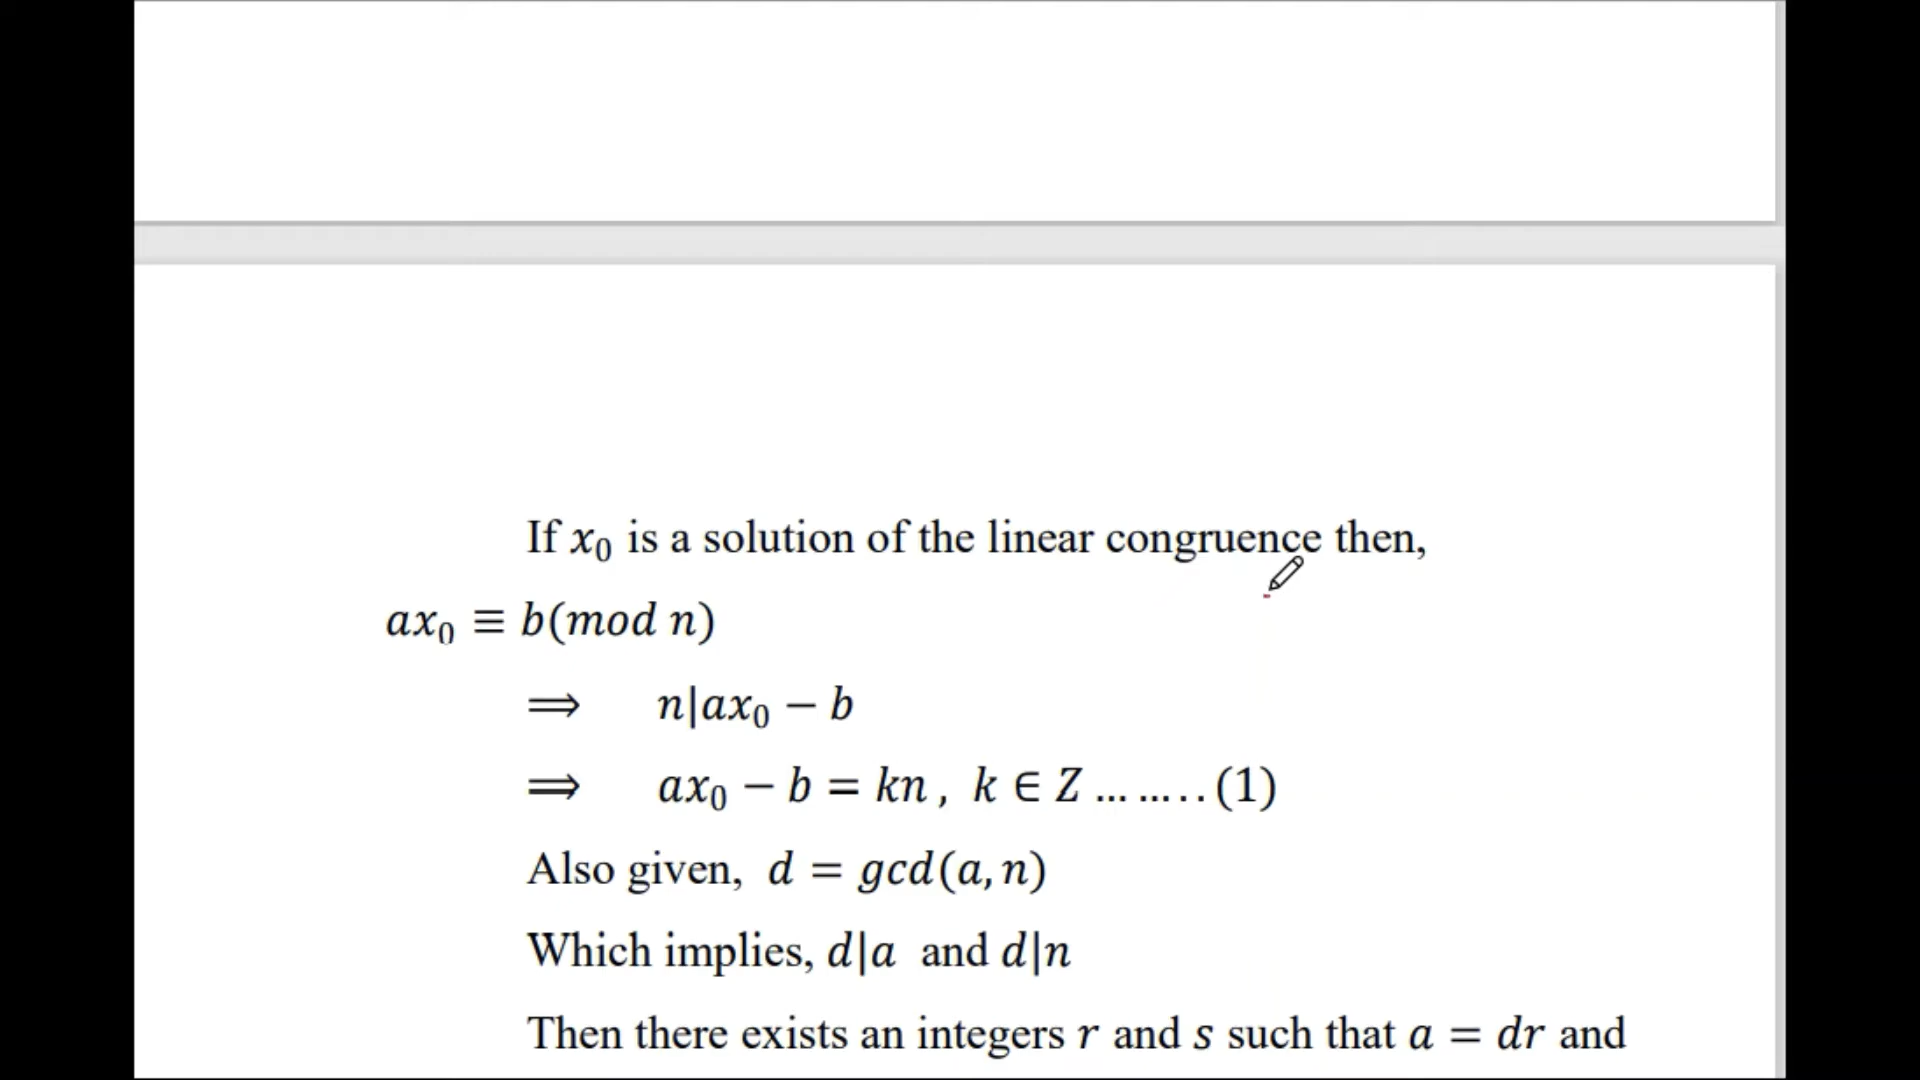 If x₀ is a solution of the linear congruence then,
ax₀ ≡ b(mod n)
⟹ n|ax₀ − b
⟹ ax₀ − b = kn , k ∈ Z … … . . (1)
Also given, d = gcd(a, n)
Which implies, d|a and d|n
Then there exists an integers r and s such that a = dr and